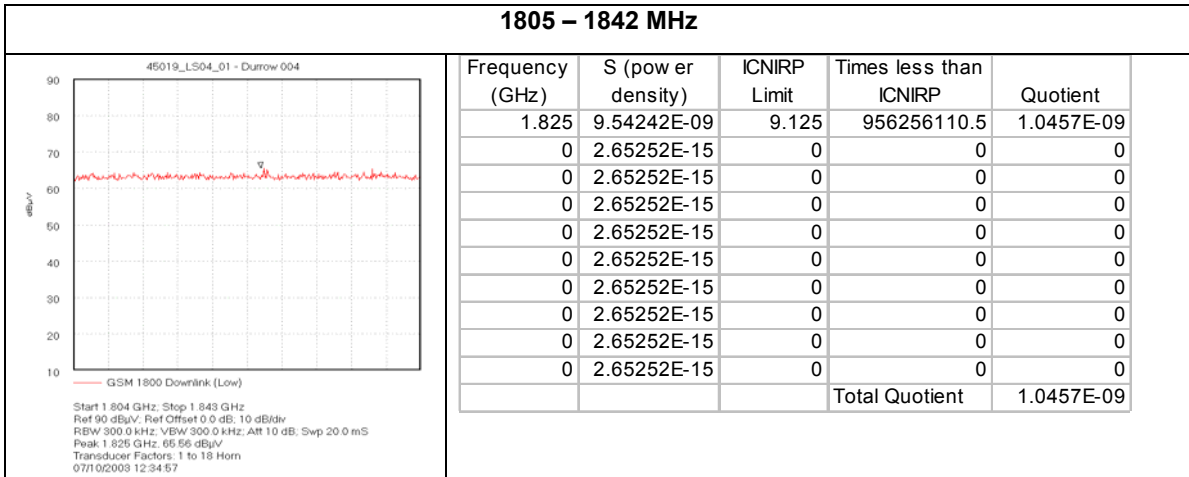 1805 – 1842 MHz
45019_LS04_01 - Durrow 004
90
80
70
60
50
40
30
20
10
dBµV
GSM 1800 Downlink (Low)
Start 1.804 GHz; Stop 1.843 GHz
Ref 90 dBµV; Ref Offset 0.0 dB; 10 dB/div
RBW 300.0 kHz; VBW 300.0 kHz; Att 10 dB; Swp 20.0 mS
Peak 1.825 GHz, 65.56 dBµV
Transducer Factors: 1 to 18 Horn
07/10/2003 12:34:57
Frequency (GHz) S (pow er density) ICNIRP Limit Times less than ICNIRP Quotient
1.825 9.54242E-09 9.125 956256110.5 1.0457E-09
0 2.65252E-15 0 0 0
0 2.65252E-15 0 0 0
0 2.65252E-15 0 0 0
0 2.65252E-15 0 0 0
0 2.65252E-15 0 0 0
0 2.65252E-15 0 0 0
0 2.65252E-15 0 0 0
0 2.65252E-15 0 0 0
0 2.65252E-15 0 0 0
Total Quotient 1.0457E-09